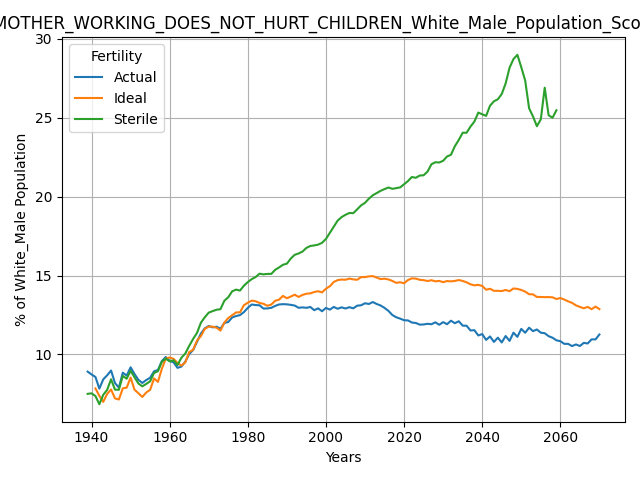 MOTHER_WORKING_DOES_NOT_HURT_CHILDREN_White_Male_Population_Sco
Fertility
Actual
Ideal
Sterile
% of White_Male Population
30
25
20
15
10
1940 1960 1980 2000 2020 2040 2060
Years